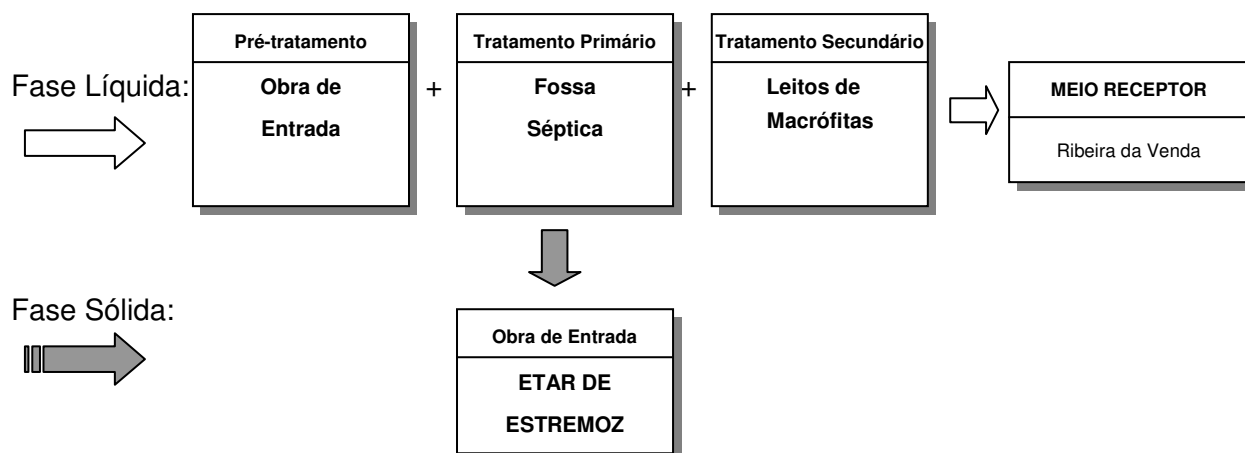 Fase Líquida:
Pré-tratamento
Obra de
Entrada
+
Tratamento Primário
Fossa
Séptica
+
Tratamento Secundário
Leitos de
Macrófitas
MEIO RECEPTOR
Ribeira da Venda
Fase Sólida:
Obra de Entrada
ETAR DE
ESTREMOZ